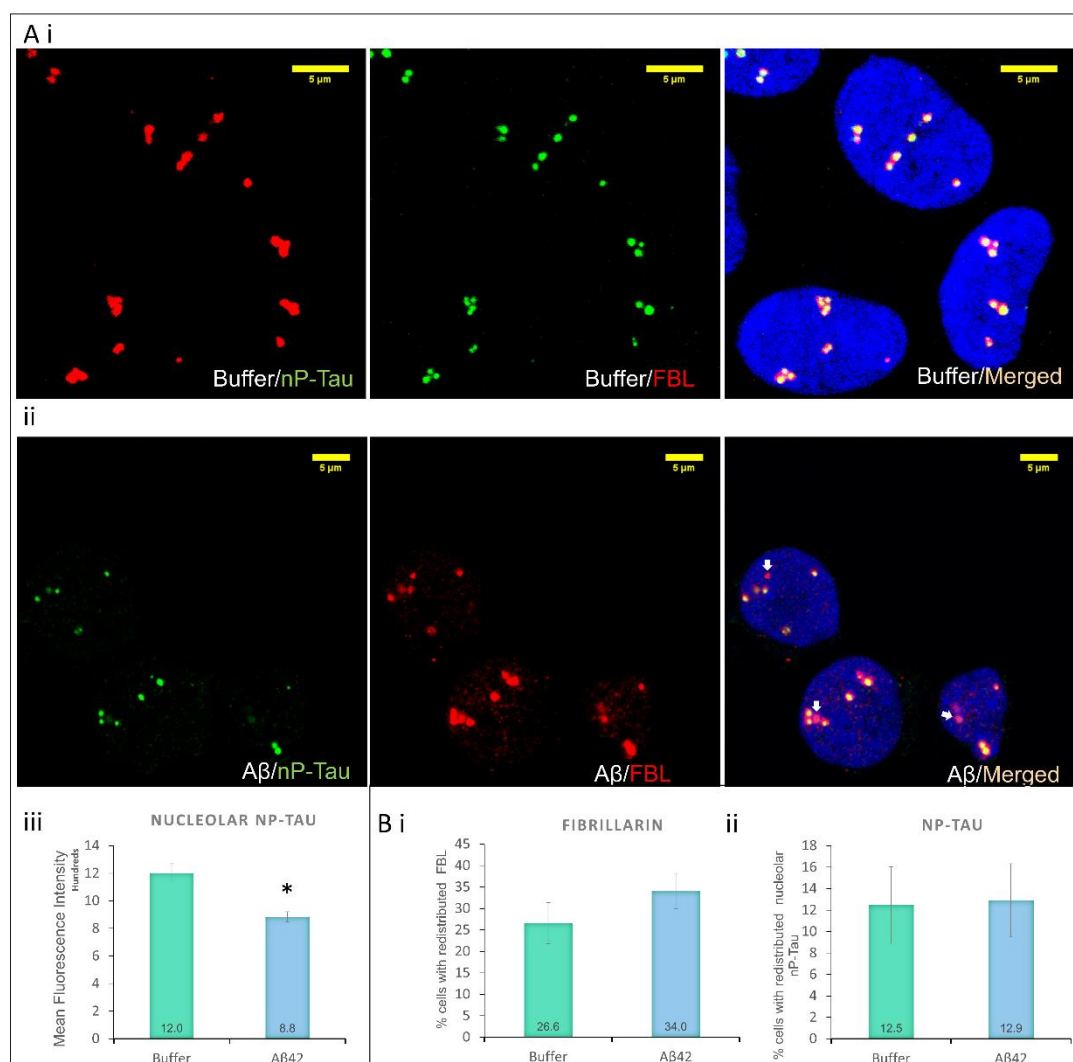 A i
5 µm
5 µm
5 µm
Buffer/nP-Tau
Buffer/FBL
Buffer/Merged
ii
5 µm
5 µm
5 µm
Aβ/nP-Tau
Aβ/FBL
Aβ/Merged
iii
NUCLEOLAR NP-TAU
Mean Fluorescence Intensity
Hundreds
14
12
10
8
6
4
2
0
*
12.0
8.8
Buffer
Aβ42
B i
FIBRILLARIN
% cells with redistributed FBL
45
40
35
30
25
20
15
10
5
0
26.6
34.0
Buffer
Aβ42
ii
NP-TAU
% cells with redistributed nucleolar
nP-Tau
18
16
14
12
10
8
6
4
2
0
12.5
12.9
Buffer
Aβ42